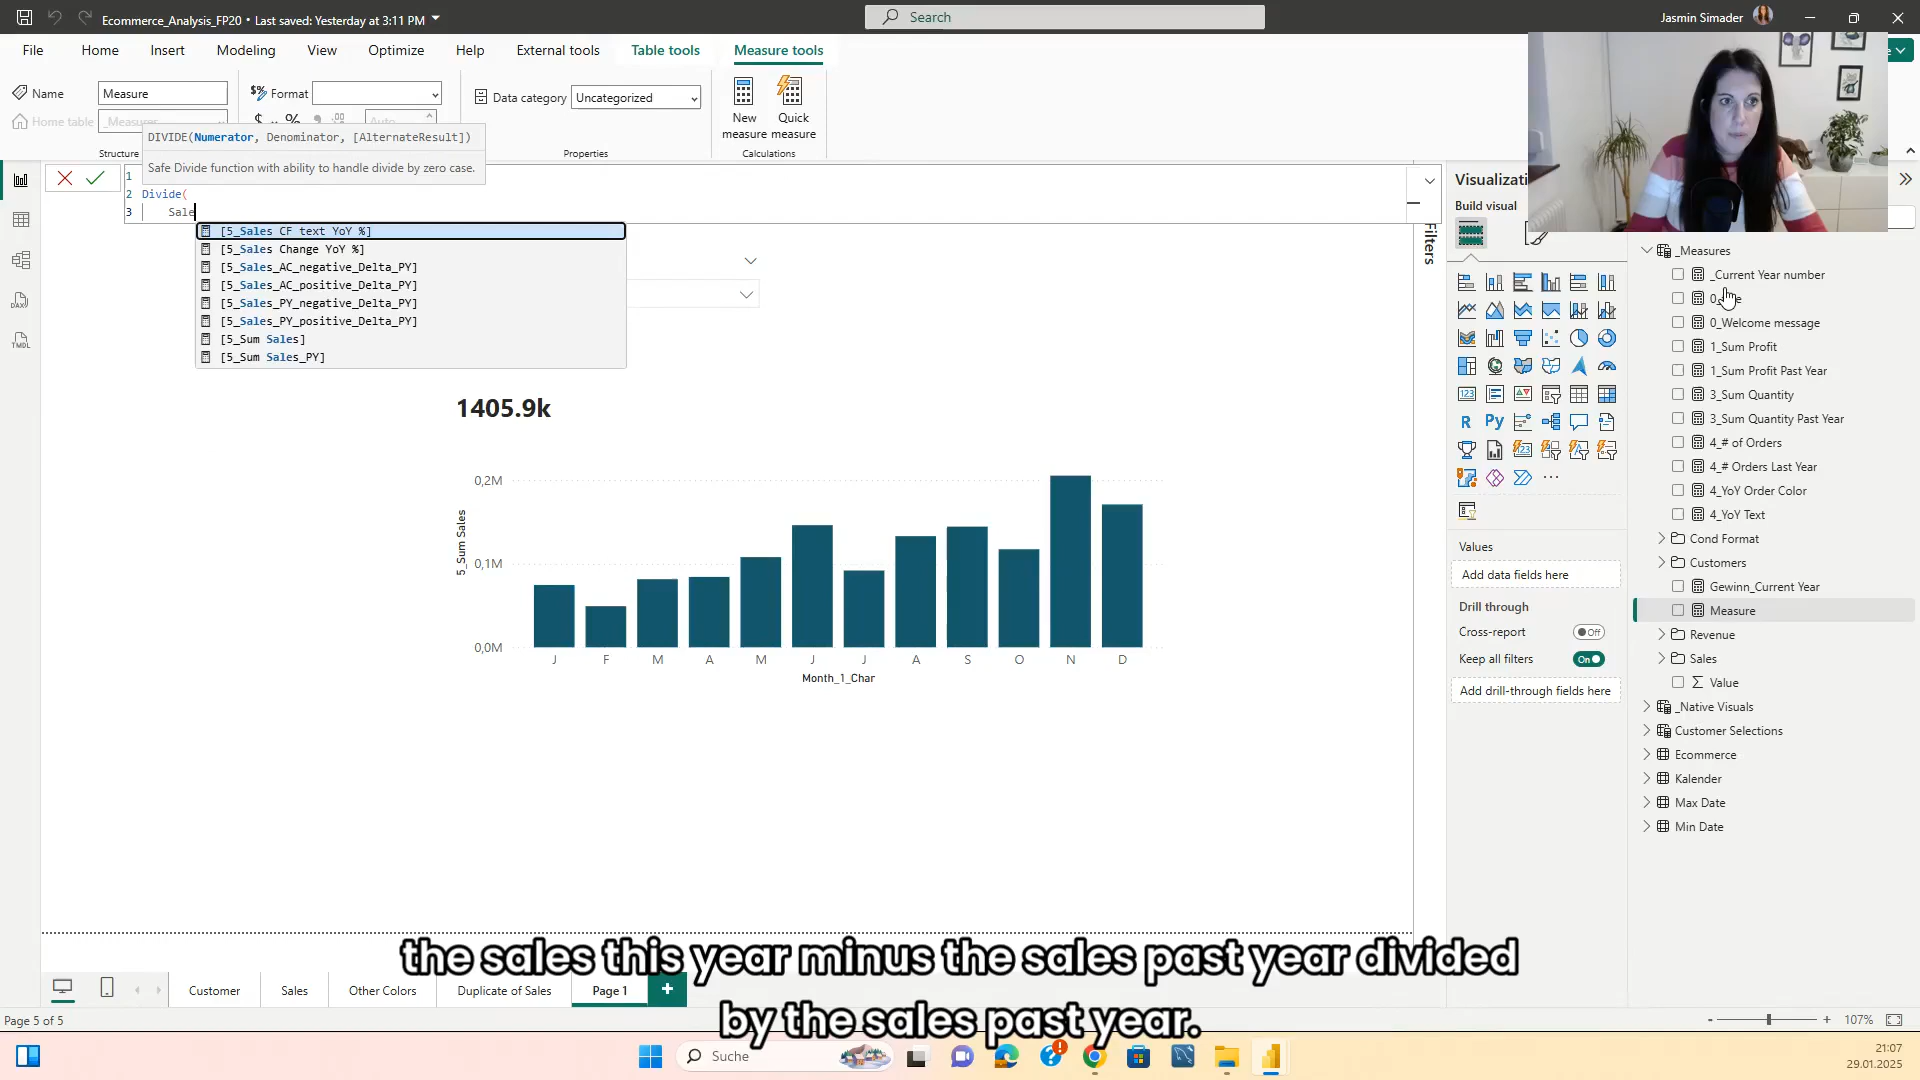 Ecommerce_Analysis_FP20 • Last saved: Yesterday at 3:11 PM
Search
Jasmin Simader
File
Home
Insert
Modeling
View
Optimize
Help
External tools
Table tools
Measure tools
Name
Measure
Format
Data category
Uncategorized
New measure
Quick measure
Home table
_Measures
Auto
Structure
Properties
Calculations
DIVIDE(Numerator, Denominator, [AlternateResult])
Safe Divide function with ability to handle divide by zero case.
1
2 Divide(
3 Sale
[5_Sales CF text YoY %]
[5_Sales Change YoY %]
[5_Sales_AC_negative_Delta_PY]
[5_Sales_AC_positive_Delta_PY]
[5_Sales_PY_negative_Delta_PY]
[5_Sales_PY_positive_Delta_PY]
[5_Sum Sales]
[5_Sum Sales_PY]
1405.9k
5_Sum Sales
0,2M
0,1M
0,0M
J F M A M J J A S O N D
Month_1_Char
Filters
Build visual
R
Py
123
Values
Add data fields here
Drill through
Cross-report
Off
Keep all filters
On
Add drill-through fields here
_Measures
_Current Year number
0_Welcome message
1_Sum Profit
1_Sum Profit Past Year
3_Sum Quantity
3_Sum Quantity Past Year
4_# of Orders
4_# Orders Last Year
4_YoY Order Color
4_YoY Text
Cond Format
Customers
Gewinn_Current Year
Measure
Revenue
Sales
Value
_Native Visuals
Customer Selections
Ecommerce
Kalender
Max Date
Min Date
the sales this year minus the sales past year divided
by the sales past year.
Customer
Sales
Other Colors
Duplicate of Sales
Page 1
+
Page 5 of 5
- + 107%
Suche
21:07
29.01.2025